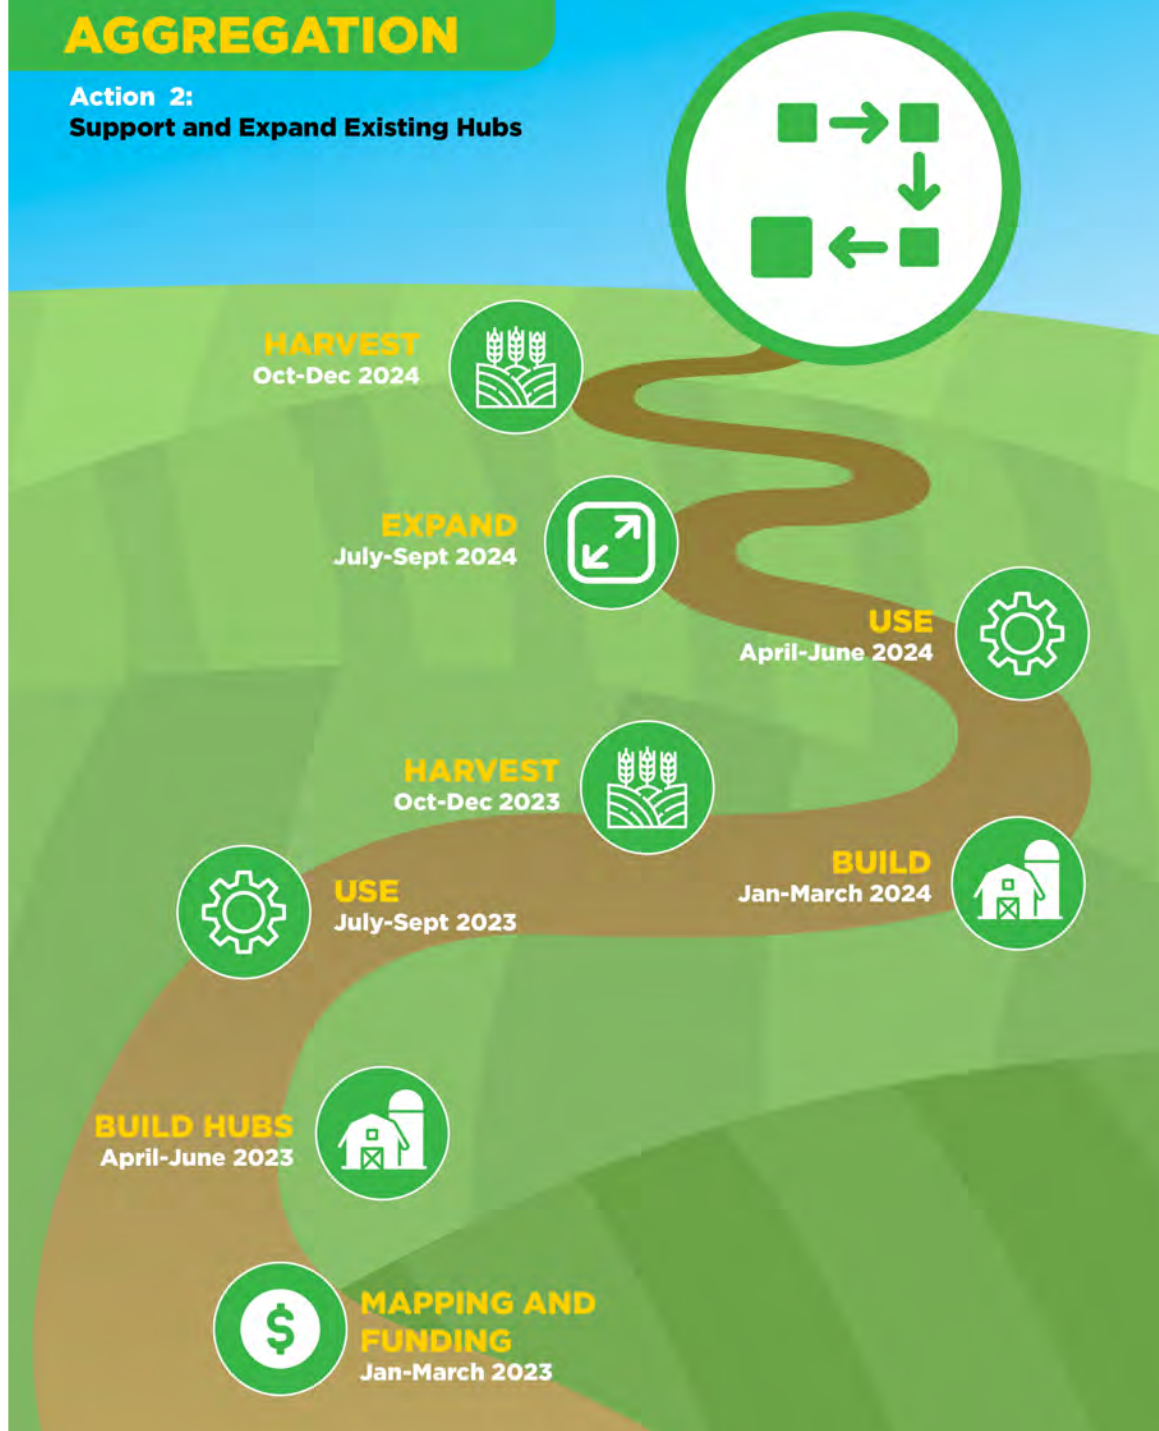 AGGREGATION
Action 2:
Support and Expand Existing Hubs
HARVEST
Oct-Dec 2024
EXPAND
July-Sept 2024
USE
April-June 2024
HARVEST
Oct-Dec 2023
BUILD
Jan-March 2024
USE
July-Sept 2023
BUILD HUBS
April-June 2023
$
MAPPING AND
FUNDING
Jan-March 2023